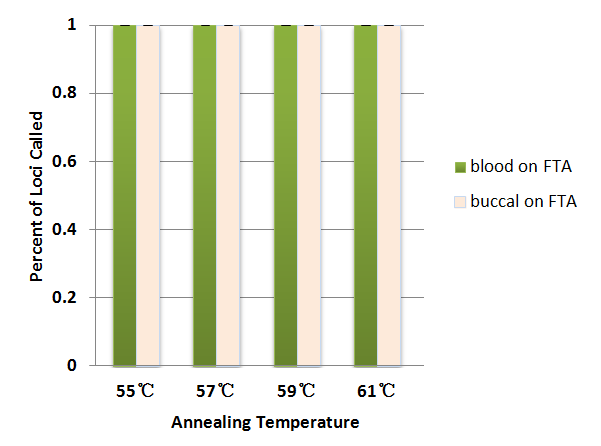 Percent of Loci Called
1
0.8
0.6
0.4
0.2
0
55℃ 57℃ 59℃ 61℃
Annealing Temperature
blood on FTA
buccal on FTA